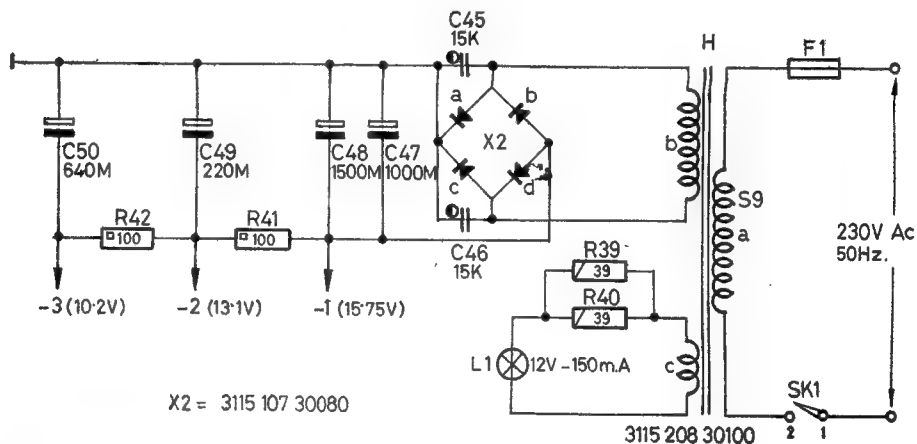 C45
15K
H
F1
a
b
X2
c
d
b
C50
640M
C49
220M
C48
1500M
C47
1000M
S9
a
R42
100
R41
100
C46
15K
230V Ac
50Hz.
R39
39
R40
39
-3 (10·2V)
-2 (13·1V)
-1 (15·75V)
L1
12V -150m.A
c
SK1
2
1
X2 = 3115 107 30080
3115 208 30100